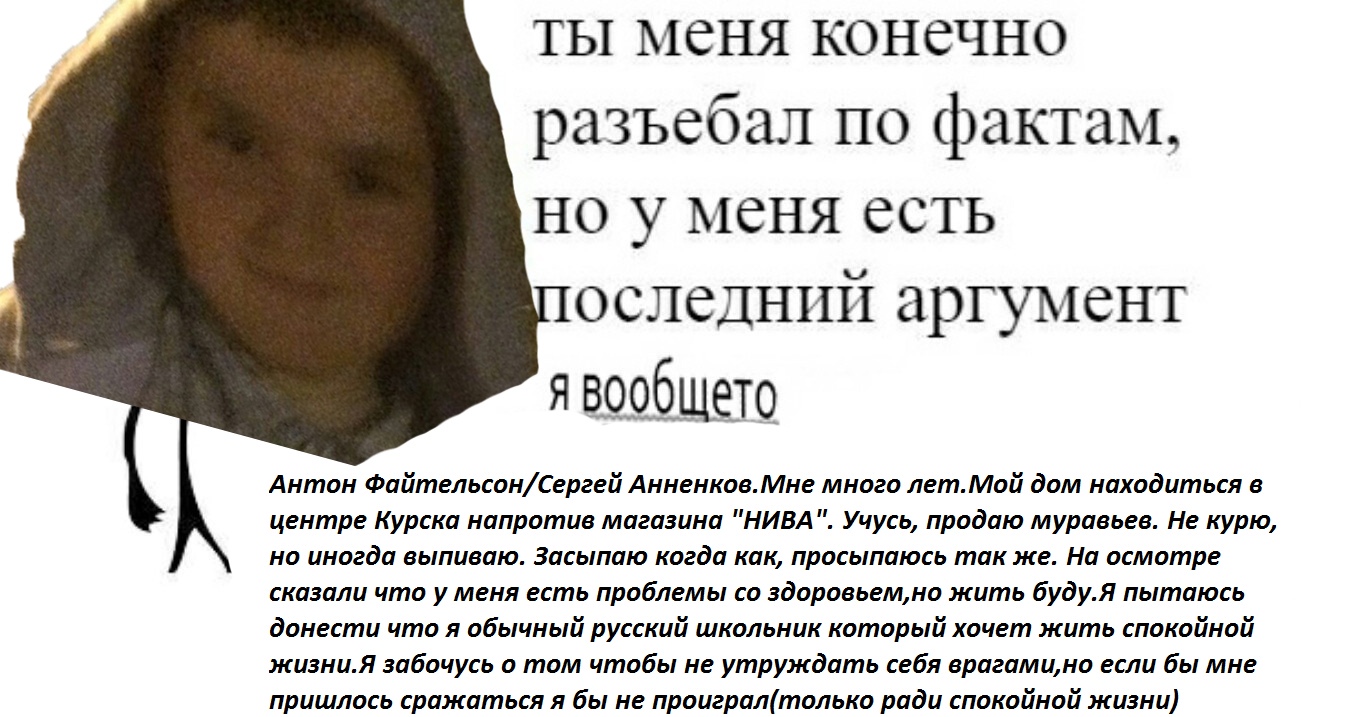 ты меня конечно
разъебал по фактам,
но у меня есть
последний аргумент
я вообщето
Антон Файтельсон/Сергей Анненков.Мне много лет.Мой дом находиться в
центре Курска напротив магазина "НИВА". Учусь, продаю муравьев. Не курю,
но иногда выпиваю. Засыпаю когда как, просыпаюсь так же. На осмотре
сказали что у меня есть проблемы со здоровьем,но жить буду.Я пытаюсь
донести что я обычный русский школьник который хочет жить спокойной
жизни.Я забочусь о том чтобы не утруждать себя врагами,но если бы мне
пришлось сражаться я бы не проиграл(только ради спокойной жизни)